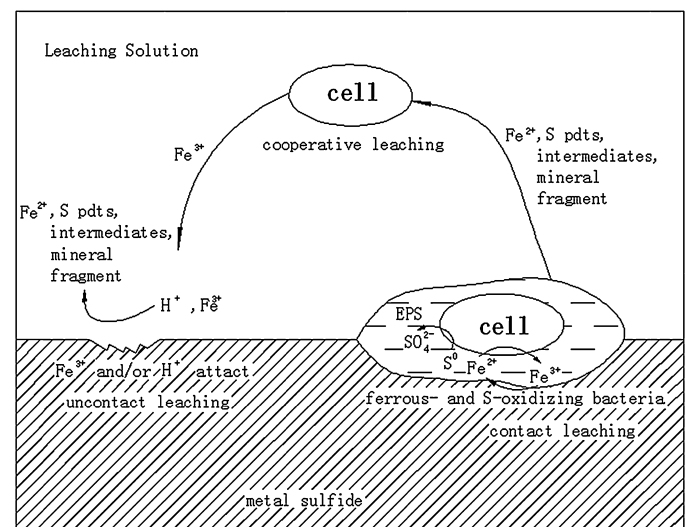 Leaching Solution
cell
cooperative leaching
Fe³⁺
Fe²⁺, S pdts,
intermediates,
mineral
fragment
Fe²⁺, S pdts,
intermediates,
mineral
fragment
H⁺ , Fe³⁺
EPS
cell
SO₄²⁻
S⁰
Fe²⁺
Fe³⁺
Fe³⁺ and/or H⁺ attact
uncontact leaching
ferrous- and S-oxidizing bacteria
contact leaching
metal sulfide